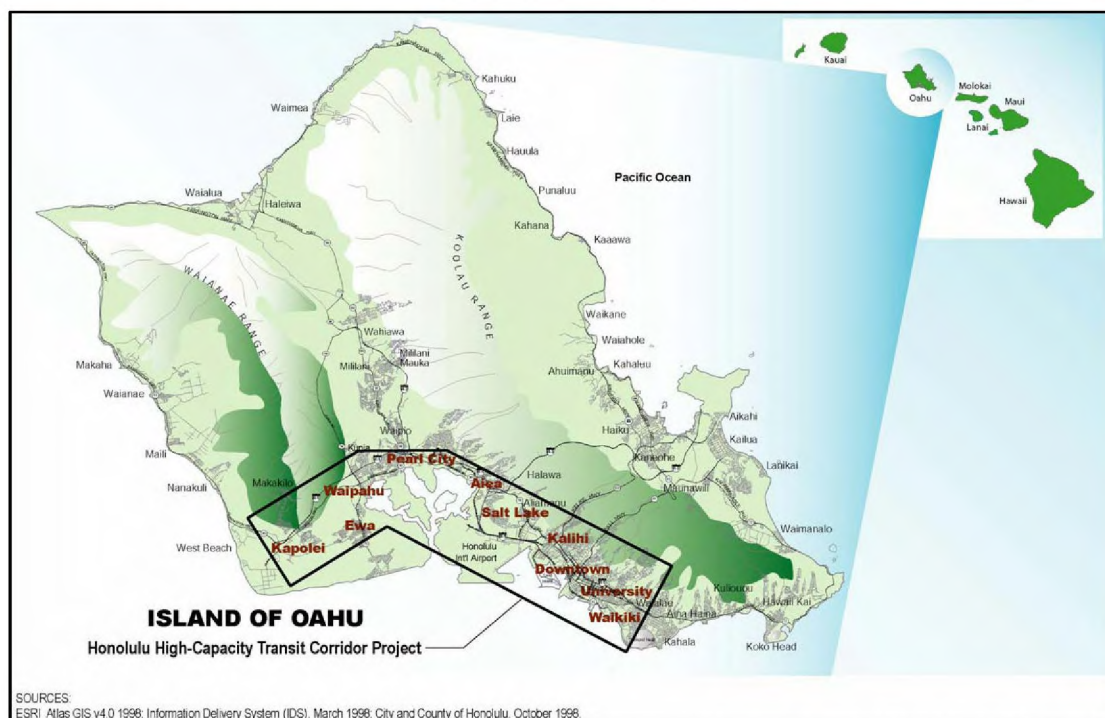 Kauai
Oahu
Molokai
Maui
Lanai
Hawaii
Kahuku
Waimea
Laie
Hauula
Pacific Ocean
Punaluu
Waialua
Haleiwa
Kahana
Kaaawa
KOOLAU RANGE
WAIANAE RANGE
Waikane
Wahiawa
Waiahole
Mililani
Mauka
Mililani
Kahaluu
Makaha
Ahuimanu
Waianae
Aikahi
Waipio
Haiku
Kailua
Kunia
Kaneohe
Maili
Pearl City
Lanikai
Halawa
Makakilo
Aiea
Nanakuli
Waipahu
Maunawili
Aliamanu
Salt Lake
Waimanalo
Ewa
Kalihi
West Beach
Kapolei
Honolulu
Int'l Airport
Downtown
Kuliouou
University
Waialae
Hawaii Kai
Aina Haina
Waikiki
Kahala
Koko Head
ISLAND OF OAHU
Honolulu High-Capacity Transit Corridor Project
SOURCES:
ESRI Atlas GIS v4.0 1998; Information Delivery System (IDS), March 1998; City and County of Honolulu, October 1998.